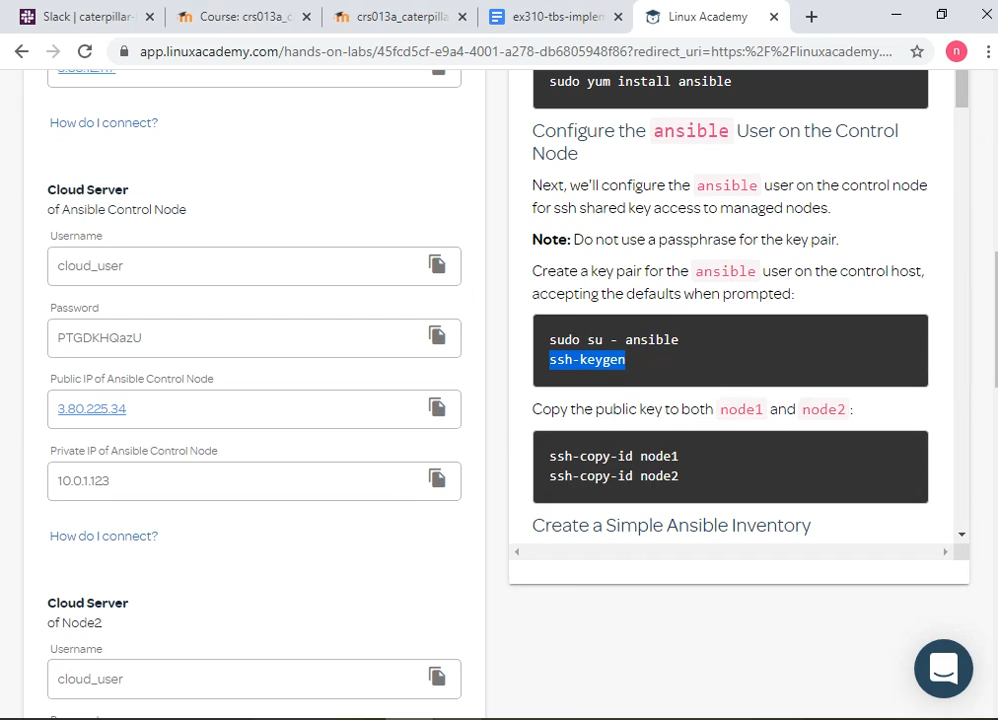 Slack | caterpillar-
Course: crs013a_c
crs013a_caterpilla
ex310-tbs-implem
Linux Academy
app.linuxacademy.com/hands-on-labs/45fcd5cf-e9a4-4001-a278-db6805948f86?redirect_uri=https:%2F%2Flinuxacademy....
n
How do I connect?
Cloud Server
of Ansible Control Node
Username
cloud_user
Password
PTGDKHQazU
Public IP of Ansible Control Node
3.80.225.34
Private IP of Ansible Control Node
10.0.1.123
How do I connect?
Cloud Server
of Node2
Username
cloud_user
sudo yum install ansible
Configure the ansible User on the Control
Node
Next, we'll configure the ansible user on the control node
for ssh shared key access to managed nodes.
Note: Do not use a passphrase for the key pair.
Create a key pair for the ansible user on the control host,
accepting the defaults when prompted:
sudo su - ansible
ssh-keygen
Copy the public key to both node1 and node2 :
ssh-copy-id node1
ssh-copy-id node2
Create a Simple Ansible Inventory